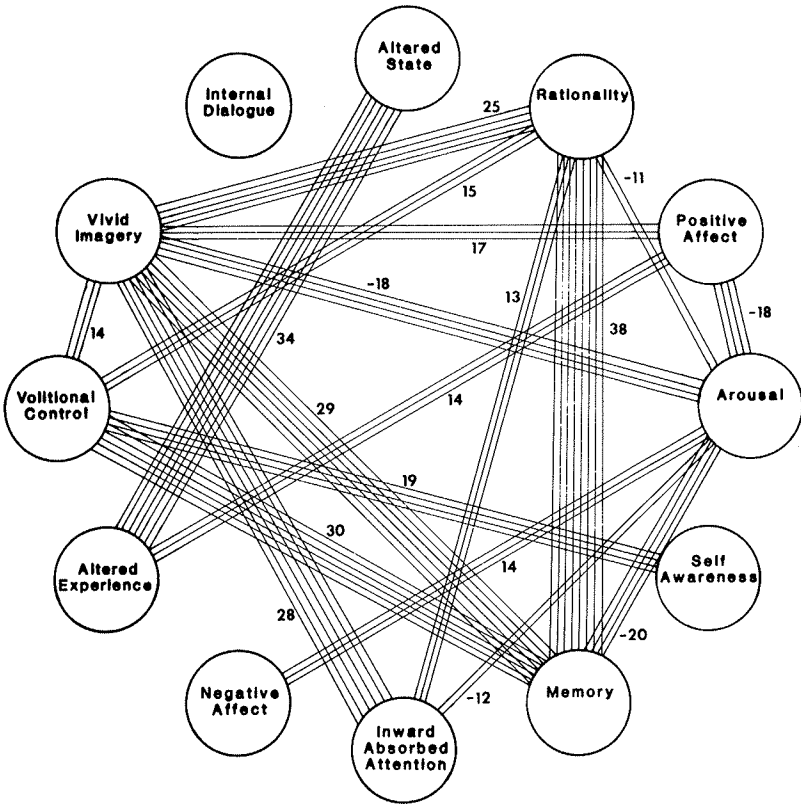 Altered
State
Internal
Dialogue
Rationality
25
15
-11
Vivid
Imagery
Positive
Affect
17
-18
13
38
-18
14
34
Volitional
Control
29
14
Arousal
19
30
Altered
Experience
14
Self
Awareness
28
-20
Negative
Affect
-12
Memory
Inward
Absorbed
Attention